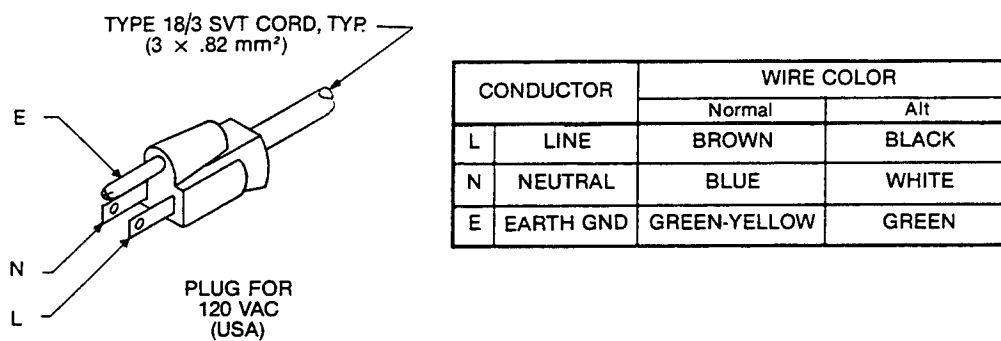 TYPE 18/3 SVT CORD, TYP.
(3 × .82 mm²)
E
N
L
PLUG FOR
120 VAC
(USA)
CONDUCTOR WIRE COLOR
Normal Alt
L LINE BROWN BLACK
N NEUTRAL BLUE WHITE
E EARTH GND GREEN-YELLOW GREEN